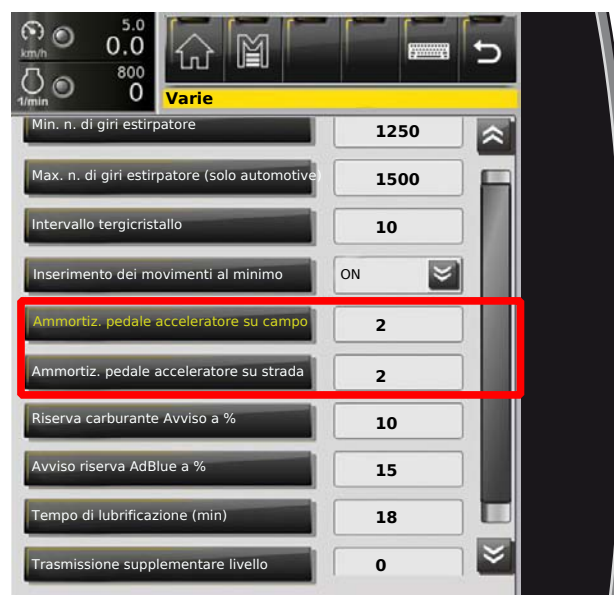 5.0
km/h 0.0
800
1/min 0
Varie
Min. n. di giri estirpatore 1250
Max. n. di giri estirpatore (solo automotive) 1500
Intervallo tergicristallo 10
Inserimento dei movimenti al minimo ON
Ammortiz. pedale acceleratore su campo 2
Ammortiz. pedale acceleratore su strada 2
Riserva carburante Avviso a % 10
Avviso riserva AdBlue a % 15
Tempo di lubrificazione (min) 18
Trasmissione supplementare livello 0